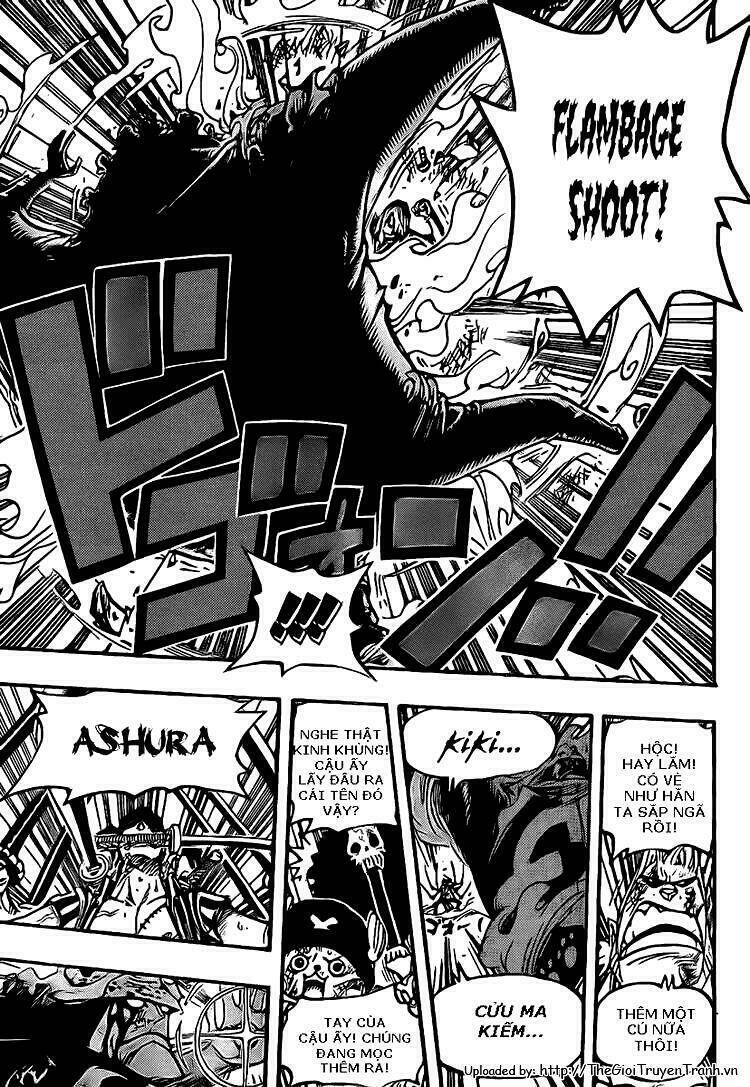 FLAMBAGE
SHOOT!
ドゴォン!!
!!!
HỘC!
HAY LẮM!
CÓ VẺ
NHƯ HẮN
TA SẮP NGÃ
RỒI!
THÊM MỘT
CÚ NỮA
THÔI!
KIKI...
CỬU MA
KIẾM...
NGHE THẬT
KINH KHỦNG!
CẬU ẤY
LẤY ĐÂU RA
CÁI TÊN ĐÓ
VẬY?
TAY CỦA
CẬU ẤY! CHÚNG
ĐANG MỌC
THÊM RA!
ASHURA
Uploaded by: http://TheGioiTruyenTranh.vn